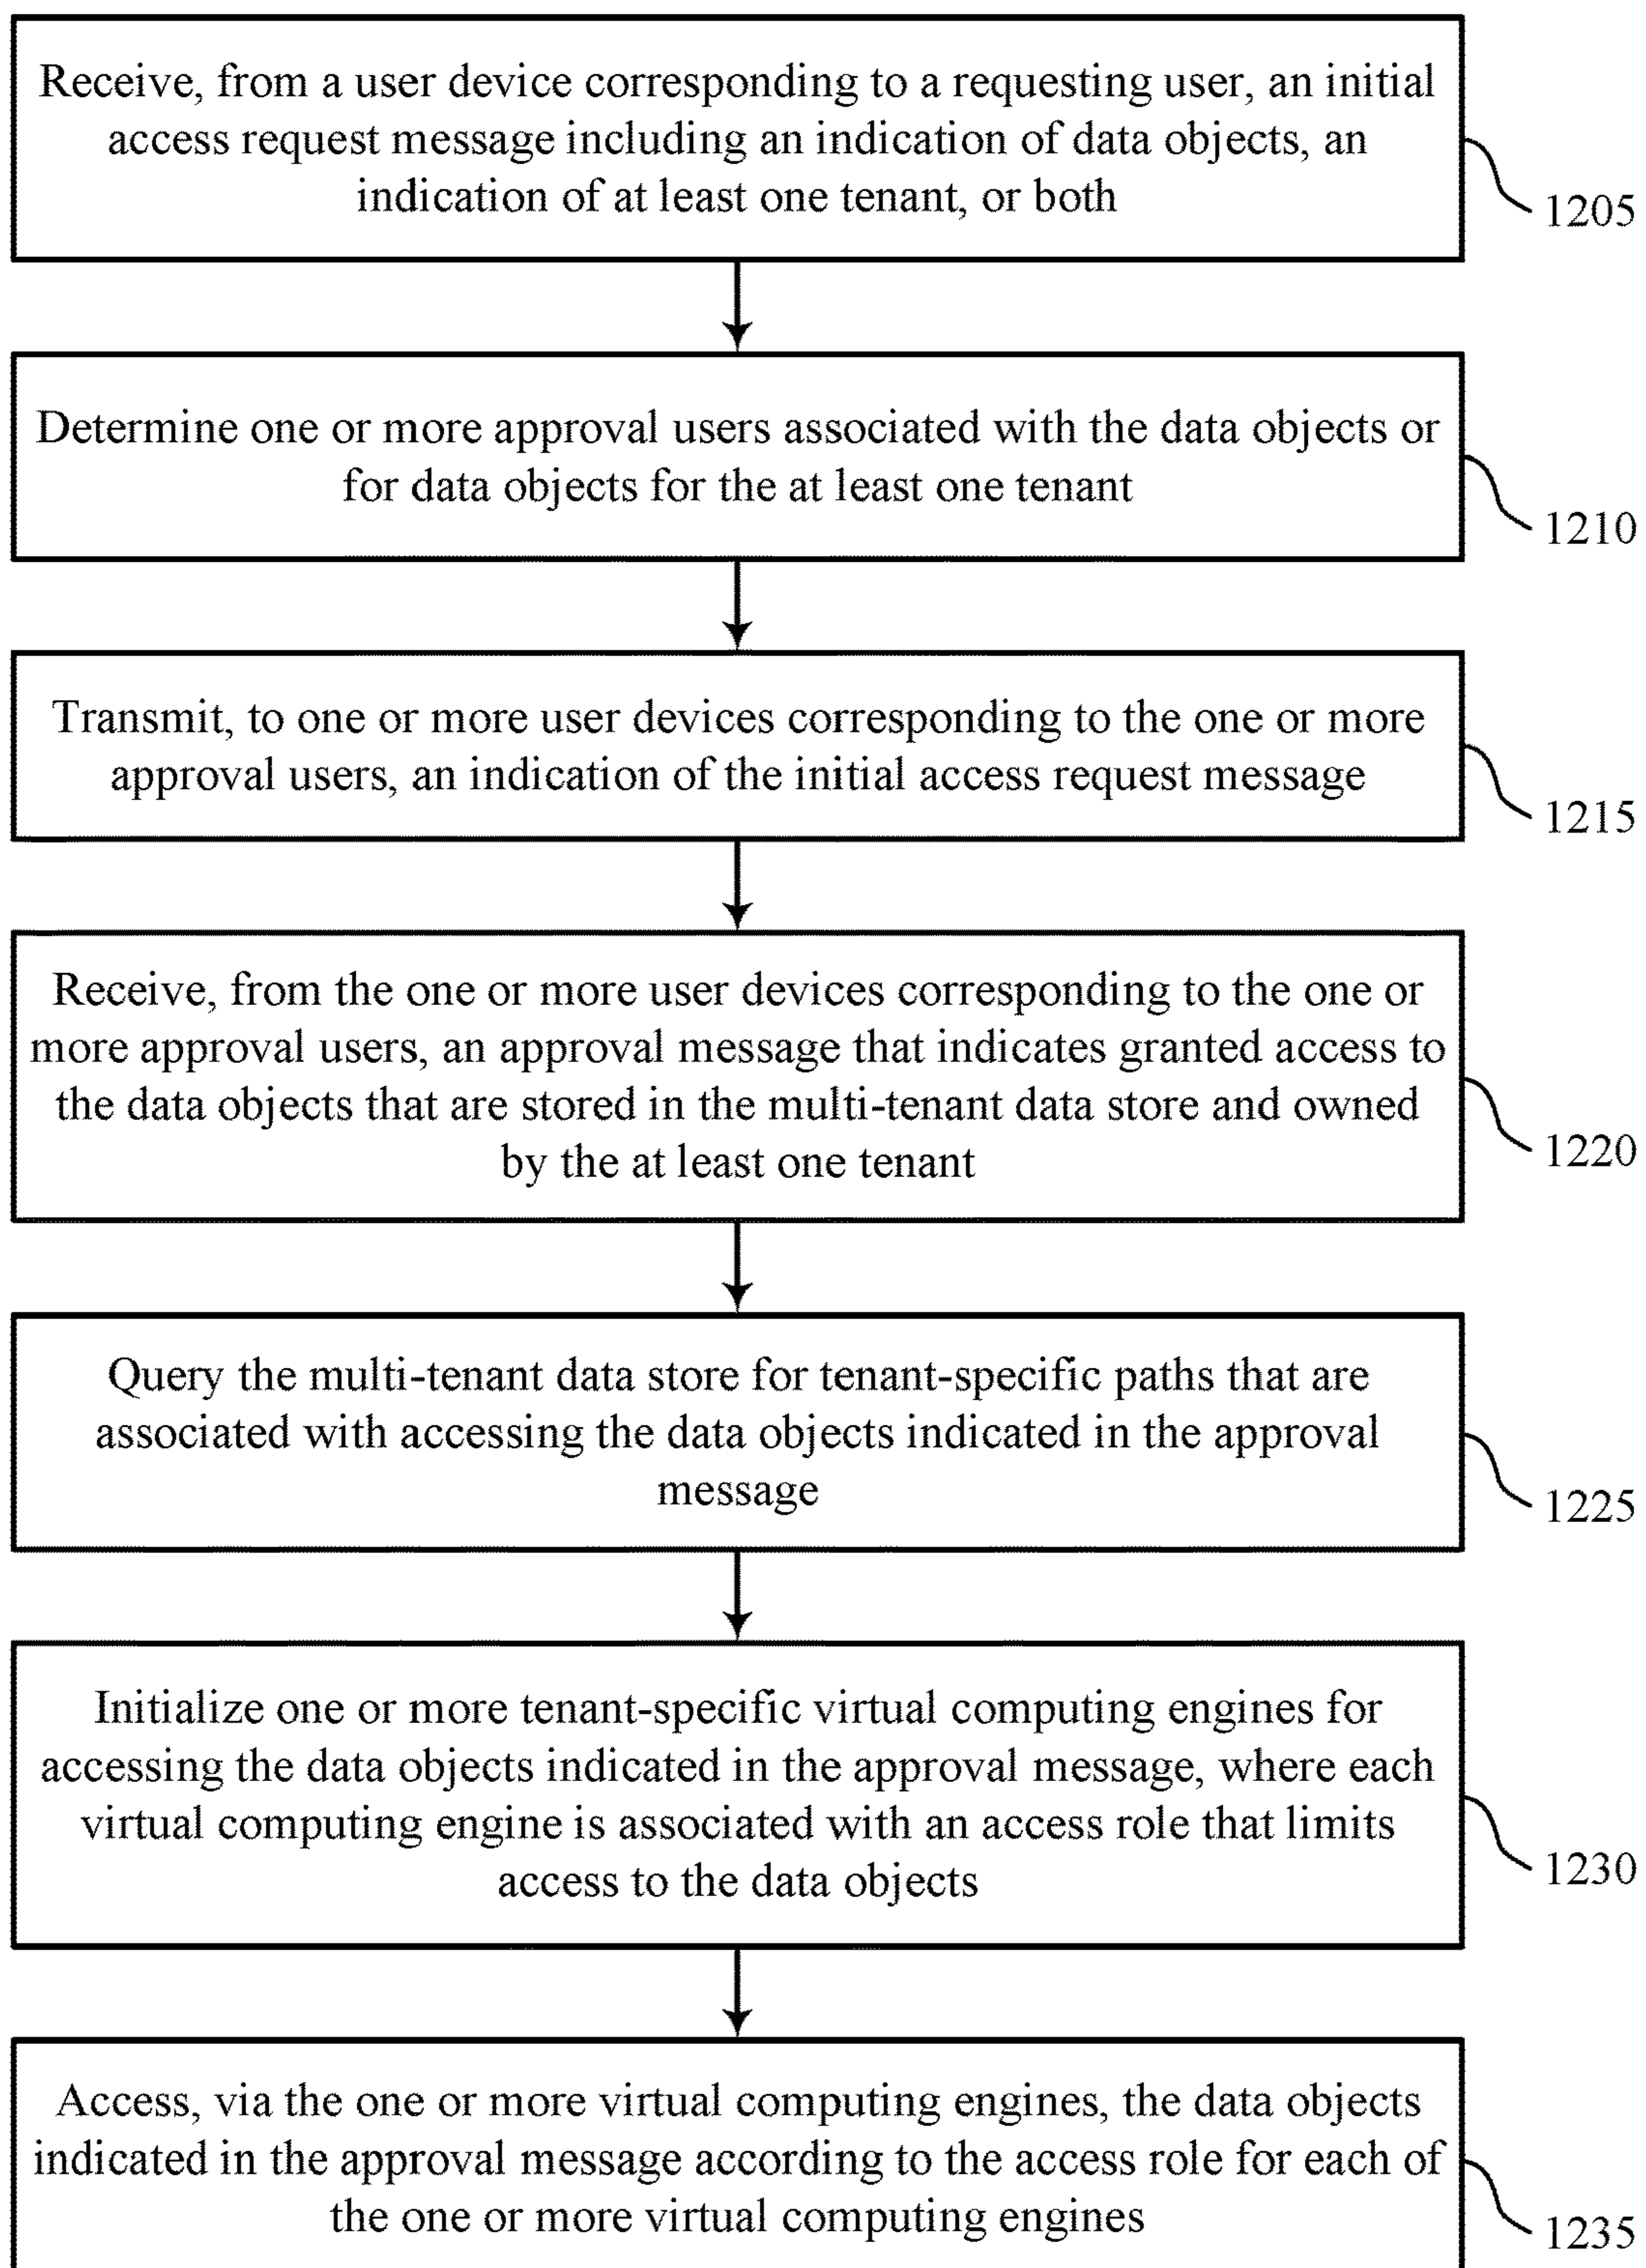 Receive, from a user device corresponding to a requesting user, an initial
access request message including an indication of data objects, an
indication of at least one tenant, or both
1205
Determine one or more approval users associated with the data objects or
for data objects for the at least one tenant
1210
Transmit, to one or more user devices corresponding to the one or more
approval users, an indication of the initial access request message
1215
Receive, from the one or more user devices corresponding to the one or
more approval users, an approval message that indicates granted access to
the data objects that are stored in the multi-tenant data store and owned
by the at least one tenant
1220
Query the multi-tenant data store for tenant-specific paths that are
associated with accessing the data objects indicated in the approval
message
1225
Initialize one or more tenant-specific virtual computing engines for
accessing the data objects indicated in the approval message, where each
virtual computing engine is associated with an access role that limits
access to the data objects
1230
Access, via the one or more virtual computing engines, the data objects
indicated in the approval message according to the access role for each of
the one or more virtual computing engines
1235